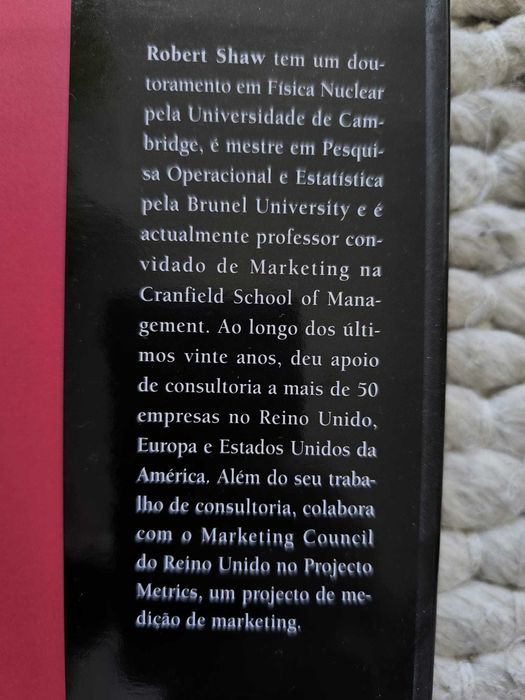 Robert Shaw tem um dou-
toramento em Física Nuclear
pela Universidade de Cam-
bridge, é mestre em Pesqui-
sa Operacional e Estatística
pela Brunel University e é
actualmente professor con-
vidado de Marketing na
Cranfield School of Mana-
gement. Ao longo dos últi-
mos vinte anos, deu apoio
de consultoria a mais de 50
empresas no Reino Unido,
Europa e Estados Unidos da
América. Além do seu traba-
lho de consultoria, colabora
com o Marketing Council
do Reino Unido no Projecto
Metrics, um projecto de me-
dição de marketing.